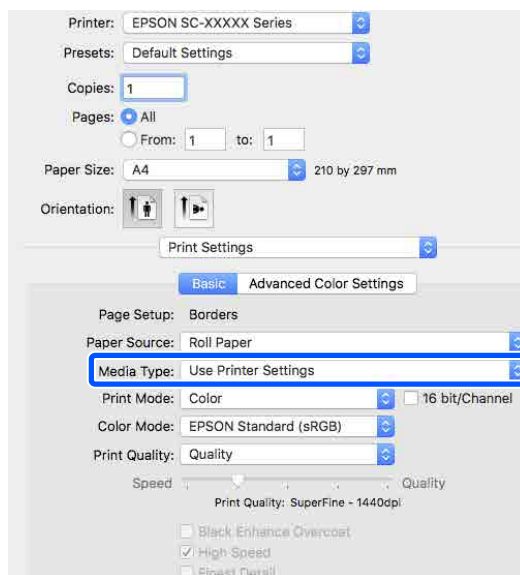 Printer: EPSON SC-XXXXX Series
Presets: Default Settings
Copies: 1
Pages: All
From: 1 to: 1
Paper Size: A4 210 by 297 mm
Orientation:
Print Settings
Basic Advanced Color Settings
Page Setup: Borders
Paper Source: Roll Paper
Media Type: Use Printer Settings
Print Mode: Color 16 bit/Channel
Color Mode: EPSON Standard (sRGB)
Print Quality: Quality
Speed Quality
Print Quality: SuperFine - 1440dpi
Black Enhance Overcoat
High Speed
Finest Detail